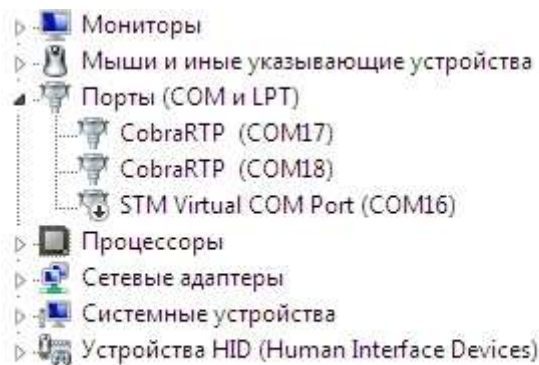 Мониторы
Мыши и иные указывающие устройства
Порты (COM и LPT)
CobraRTP (COM17)
CobraRTP (COM18)
STM Virtual COM Port (COM16)
Процессоры
Сетевые адаптеры
Системные устройства
Устройства HID (Human Interface Devices)